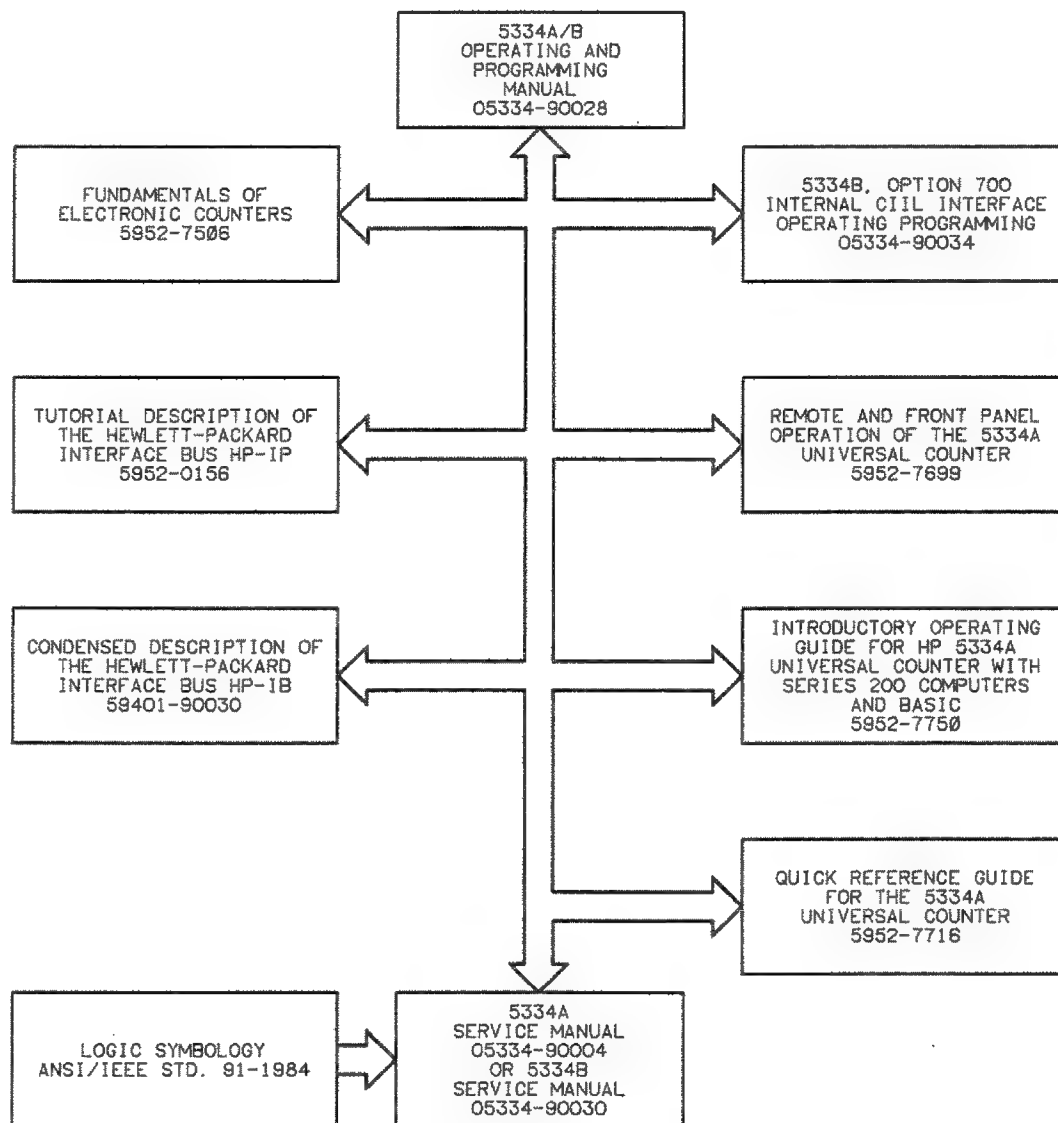 5334A/B
OPERATING AND
PROGRAMMING
MANUAL
05334-90028
FUNDAMENTALS OF
ELECTRONIC COUNTERS
5952-7506
5334B, OPTION 700
INTERNAL CIIL INTERFACE
OPERATING PROGRAMMING
05334-90034
TUTORIAL DESCRIPTION OF
THE HEWLETT-PACKARD
INTERFACE BUS HP-IP
5952-0156
REMOTE AND FRONT PANEL
OPERATION OF THE 5334A
UNIVERSAL COUNTER
5952-7699
CONDENSED DESCRIPTION OF
THE HEWLETT-PACKARD
INTERFACE BUS HP-IB
59401-90030
INTRODUCTORY OPERATING
GUIDE FOR HP 5334A
UNIVERSAL COUNTER WITH
SERIES 200 COMPUTERS
AND BASIC
5952-7750
QUICK REFERENCE GUIDE
FOR THE 5334A
UNIVERSAL COUNTER
5952-7716
LOGIC SYMBOLOGY
ANSI/IEEE STD. 91-1984
5334A
SERVICE MANUAL
05334-90004
OR 5334B
SERVICE MANUAL
05334-90030